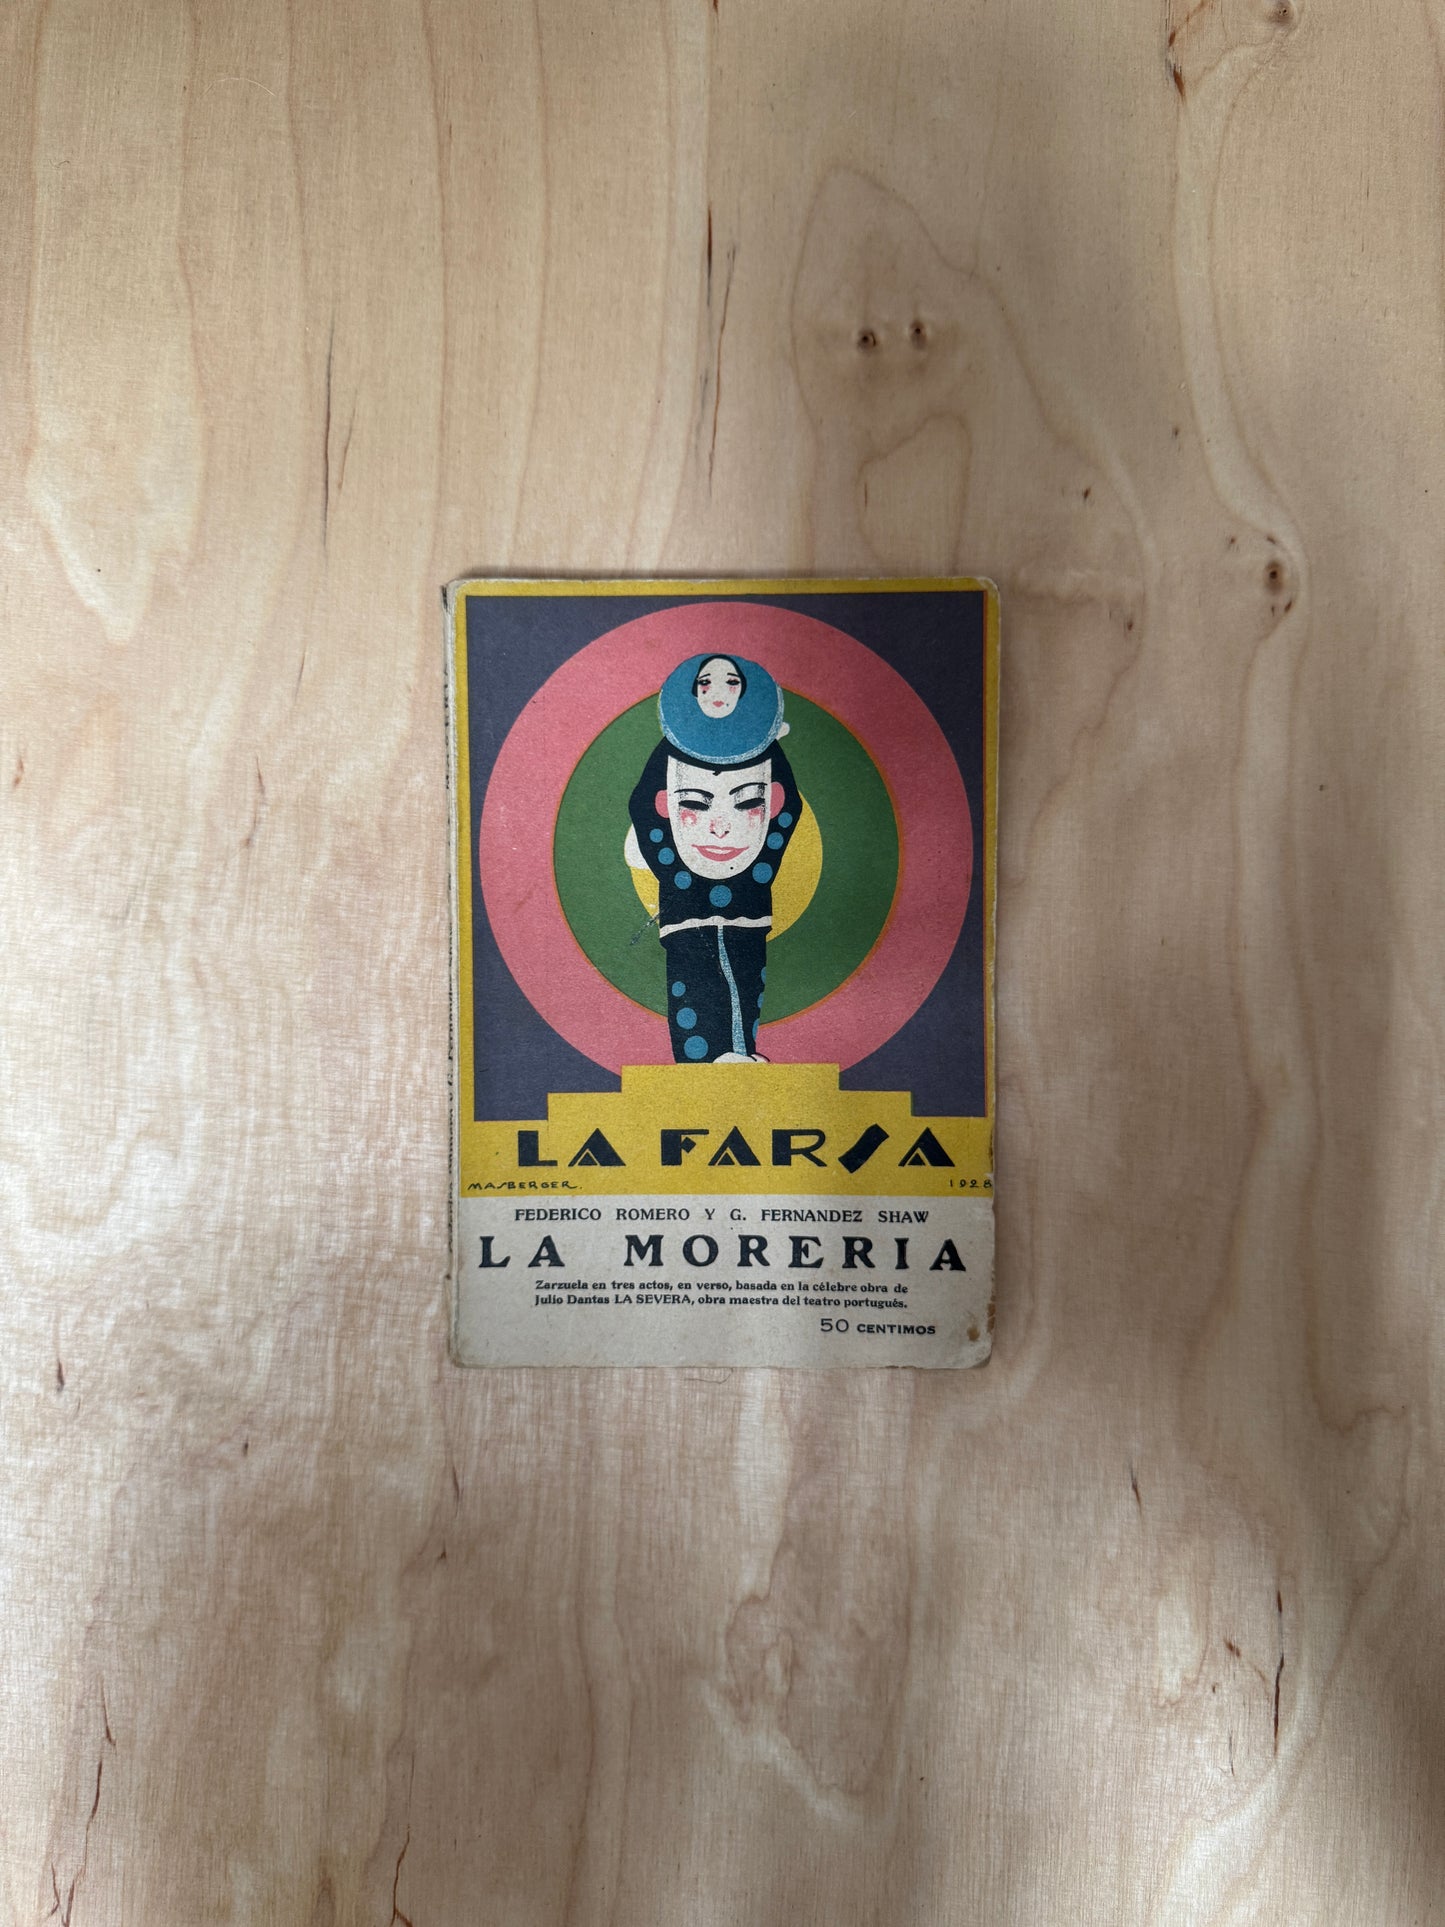 LA FARSA
MASBERGER.
1928
FEDERICO ROMERO Y G. FERNANDEZ SHAW
LA MORERIA
Zarzuela en tres actos, en verso, basada en la célebre obra de
Julio Dantas LA SEVERA, obra maestra del teatro portugués.
50 CENTIMOS